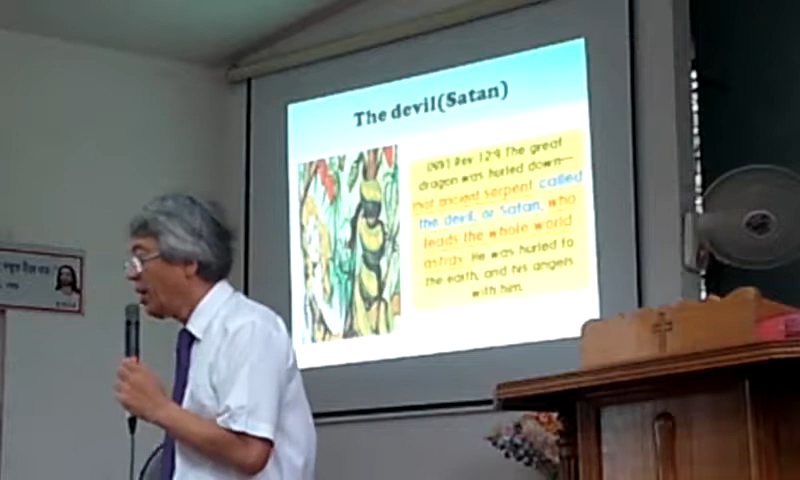 The devil(Satan)
(NIV) Rev 12:9 The great
dragon was hurled down—
that ancient serpent called
the devil, or Satan, who
leads the whole world
astray. He was hurled to
the earth, and his angels
with him.